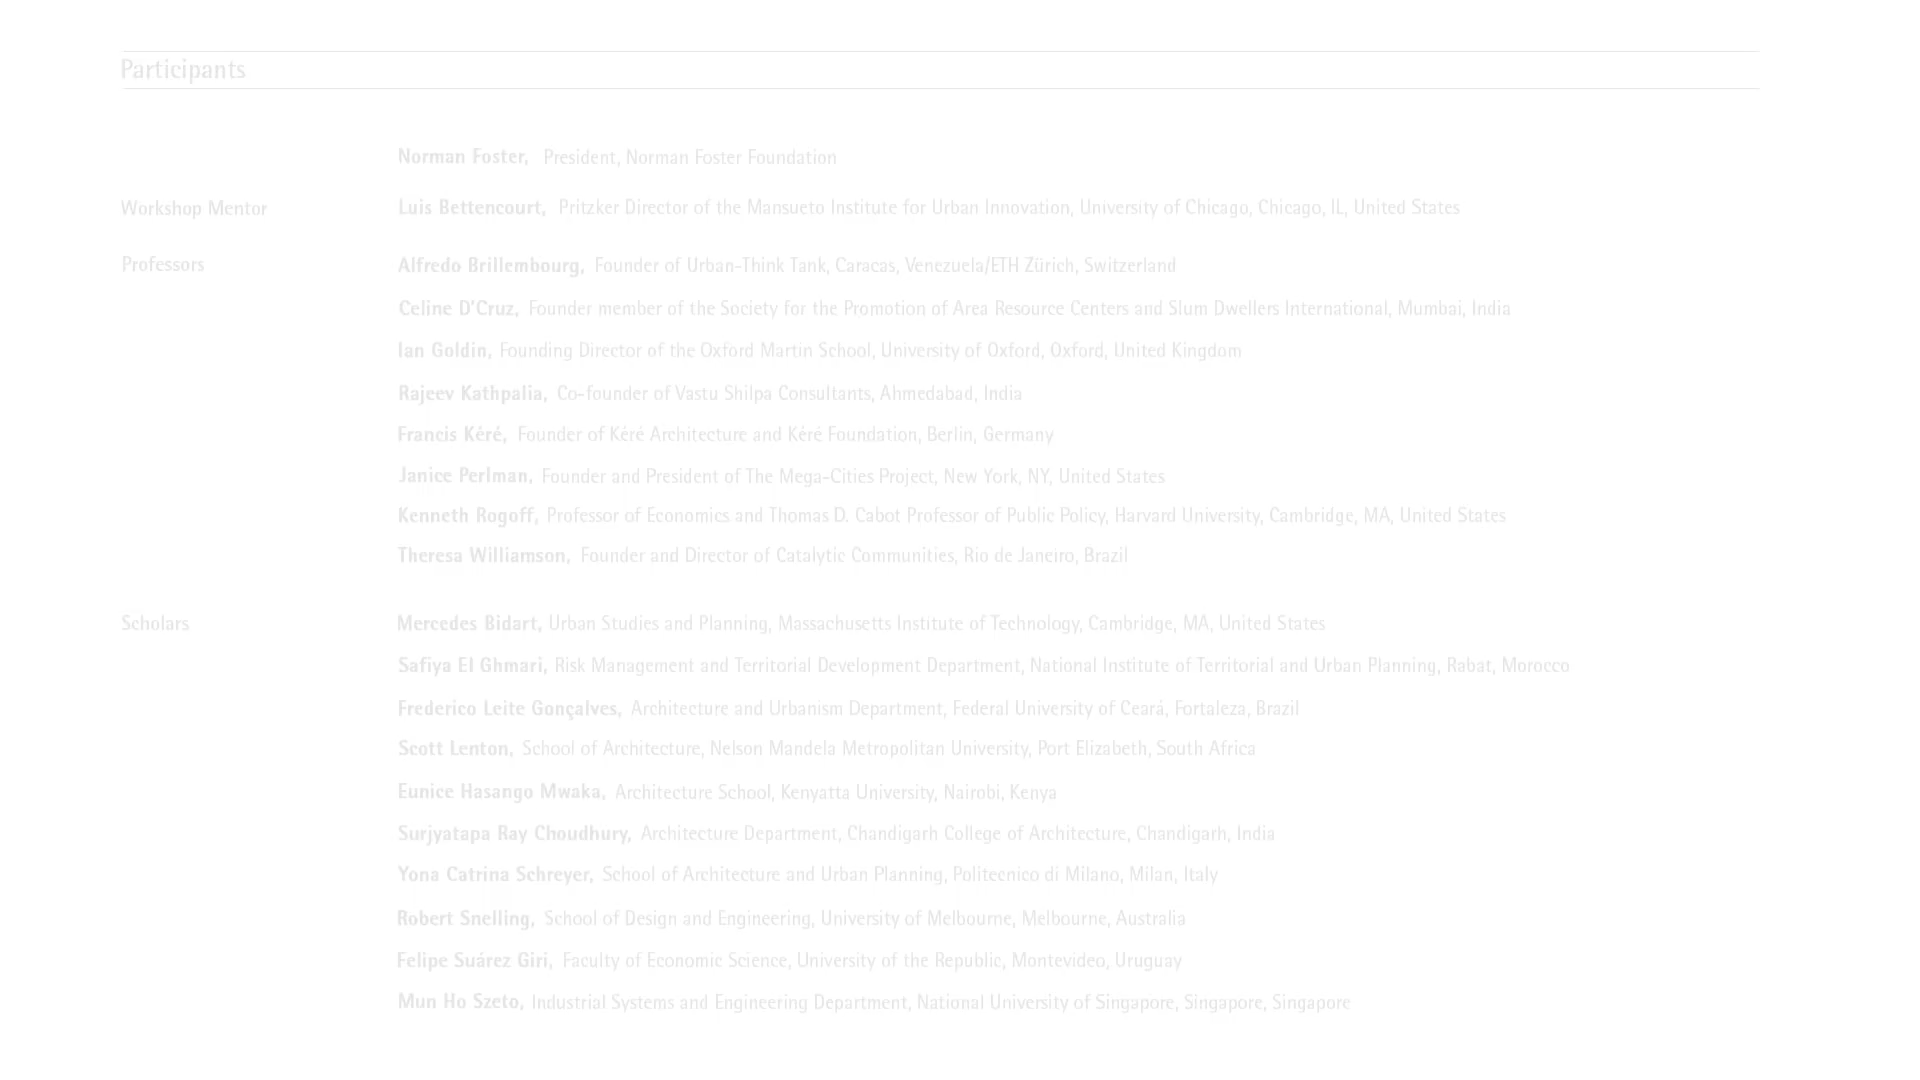 Participants
Norman Foster, President, Norman Foster Foundation
Workshop Mentor Luis Bettencourt, Pritzker Director of the Mansueto Institute for Urban Innovation, University of Chicago, Chicago, IL, United States
Professors Alfredo Brillembourg, Founder of Urban-Think Tank, Caracas, Venezuela/ETH Zürich, Switzerland
Celine D'Cruz, Founder member of the Society for the Promotion of Area Resource Centers and Slum Dwellers International, Mumbai, India
Ian Goldin, Founding Director of the Oxford Martin School, University of Oxford, Oxford, United Kingdom
Rajeev Kathpalia, Co-founder of Vastu Shilpa Consultants, Ahmedabad, India
Francis Kéré, Founder of Kéré Architecture and Kéré Foundation, Berlin, Germany
Janice Perlman, Founder and President of The Mega-Cities Project, New York, NY, United States
Kenneth Rogoff, Professor of Economics and Thomas D. Cabot Professor of Public Policy, Harvard University, Cambridge, MA, United States
Theresa Williamson, Founder and Director of Catalytic Communities, Rio de Janeiro, Brazil
Scholars Mercedes Bidart, Urban Studies and Planning, Massachusetts Institute of Technology, Cambridge, MA, United States
Safiya El Ghmari, Risk Management and Territorial Development Department, National Institute of Territorial and Urban Planning, Rabat, Morocco
Frederico Leite Gonçalves, Architecture and Urbanism Department, Federal University of Ceará, Fortaleza, Brazil
Scott Lenton, School of Architecture, Nelson Mandela Metropolitan University, Port Elizabeth, South Africa
Eunice Hasango Mwaka, Architecture School, Kenyatta University, Nairobi, Kenya
Surjyatapa Ray Choudhury, Architecture Department, Chandigarh College of Architecture, Chandigarh, India
Yona Catrina Schreyer, School of Architecture and Urban Planning, Politecnico di Milano, Milan, Italy
Robert Snelling, School of Design and Engineering, University of Melbourne, Melbourne, Australia
Felipe Suárez Giri, Faculty of Economic Science, University of the Republic, Montevideo, Uruguay
Mun Ho Szeto, Industrial Systems and Engineering Department, National University of Singapore, Singapore, Singapore